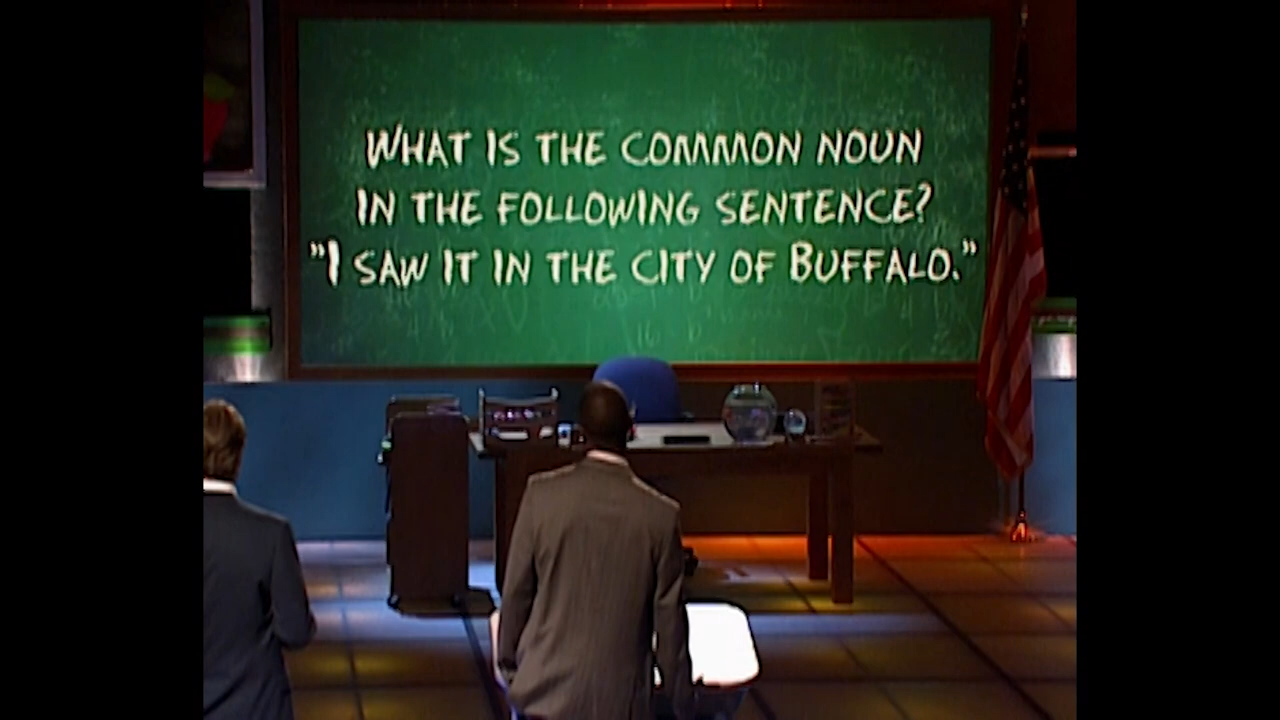 WHAT IS THE COMMON NOUN
IN THE FOLLOWING SENTENCE?
"I SAW IT IN THE CITY OF BUFFALO."